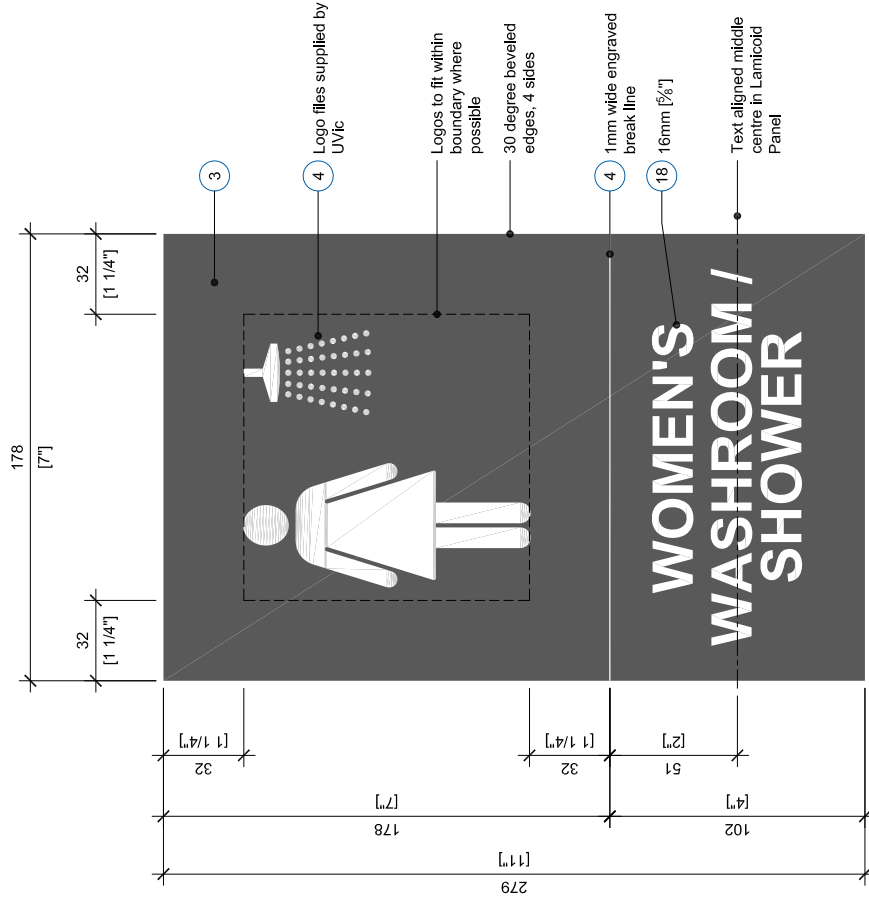 178
[7"]
32
[1 1/4"]
32
[1 1/4"]
3
4
Logo files supplied by
UVic
Logos to fit within
boundary where
possible
30 degree beveled
edges, 4 sides
4
1mm wide engraved
break line
18
16mm [⅝"]
Text aligned middle
centre in Lamicoid
Panel
WOMEN'S
WASHROOM /
SHOWER
32
[1 1/4"]
32
[1 1/4"]
51
[2"]
178
[7"]
102
[4"]
279
[11"]